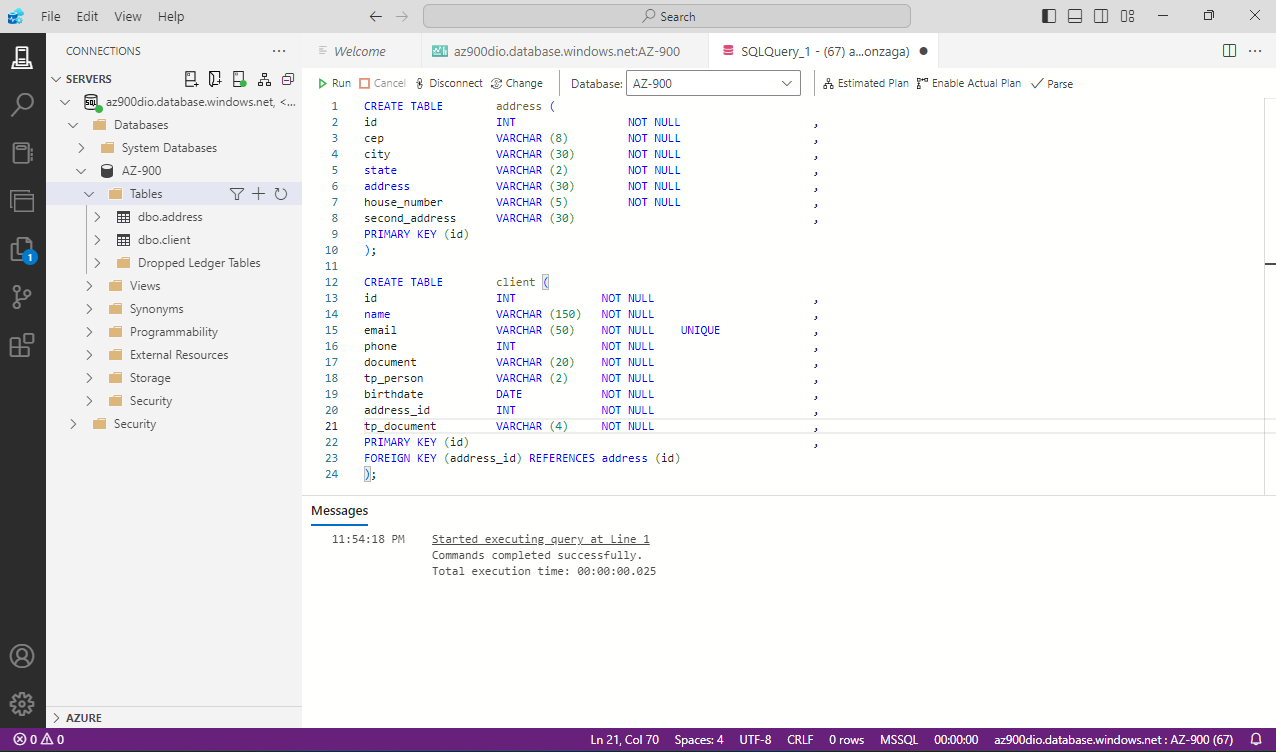 File Edit View Help Search
CONNECTIONS ...
SERVERS
SQL az900dio.database.windows.net, <...
Databases
System Databases
AZ-900
Tables
dbo.address
dbo.client
Dropped Ledger Tables
Views
Synonyms
Programmability
External Resources
Storage
Security
Security
1
AZURE
Welcome az900dio.database.windows.net:AZ-900 SQLQuery_1 - (67) a...onzaga) ● ...
Run Cancel Disconnect Change Database: AZ-900 Estimated Plan Enable Actual Plan Parse
1 CREATE TABLE address (
2 id INT NOT NULL ,
3 cep VARCHAR (8) NOT NULL ,
4 city VARCHAR (30) NOT NULL ,
5 state VARCHAR (2) NOT NULL ,
6 address VARCHAR (30) NOT NULL ,
7 house_number VARCHAR (5) NOT NULL ,
8 second_address VARCHAR (30) ,
9 PRIMARY KEY (id)
10 );
11
12 CREATE TABLE client (
13 id INT NOT NULL ,
14 name VARCHAR (150) NOT NULL ,
15 email VARCHAR (50) NOT NULL UNIQUE ,
16 phone INT NOT NULL ,
17 document VARCHAR (20) NOT NULL ,
18 tp_person VARCHAR (2) NOT NULL ,
19 birthdate DATE NOT NULL ,
20 address_id INT NOT NULL ,
21 tp_document VARCHAR (4) NOT NULL ,
22 PRIMARY KEY (id) ,
23 FOREIGN KEY (address_id) REFERENCES address (id)
24 );
Messages
11:54:18 PM Started executing query at Line 1
Commands completed successfully.
Total execution time: 00:00:00.025
0 0 Ln 21, Col 70 Spaces: 4 UTF-8 CRLF 0 rows MSSQL 00:00:00 az900dio.database.windows.net : AZ-900 (67)